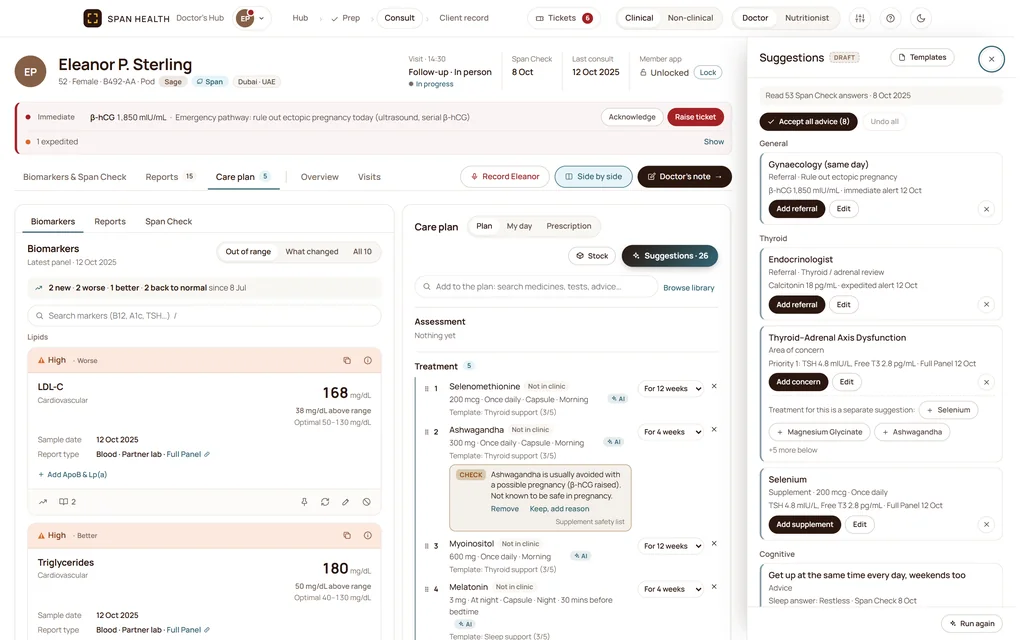 SPAN HEALTH Doctor's Hub EP Hub Prep Consult Client record Tickets 6 Clinical Non-clinical Doctor Nutritionist
EP
Eleanor P. Sterling
52 · Female · B492-AA · Pod Sage Span Dubai · UAE
Visit · 14:30
Follow-up · In person
In progress
Span Check
8 Oct
Last consult
12 Oct 2025
Member app
Unlocked Lock
Immediate β-hCG 1,850 mIU/mL · Emergency pathway: rule out ectopic pregnancy today (ultrasound, serial β-hCG) Acknowledge Raise ticket
1 expedited Show
Biomarkers & Span Check Reports 15 Care plan 5 Overview Visits Record Eleanor Side by side Doctor's note →
Biomarkers Reports Span Check
Biomarkers
Latest panel · 12 Oct 2025
Out of range What changed All 10
2 new · 2 worse · 1 better · 2 back to normal since 8 Jul
Search markers (B12, A1c, TSH…) /
Lipids
High · Worse
LDL-C
Cardiovascular
168 mg/dL
38 mg/dL above range
Optimal 50–130 mg/dL
Sample date 12 Oct 2025
Report type Blood · Partner lab · Full Panel
+ Add ApoB & Lp(a)
2
High · Better
Triglycerides
Cardiovascular
180 mg/dL
50 mg/dL above range
Optimal 40–130 mg/dL
Sample date 12 Oct 2025
Report type Blood · Partner lab · Full Panel
Care plan Plan My day Prescription
Stock Suggestions · 26
Add to the plan: search medicines, tests, advice… Browse library
Assessment
Nothing yet
Treatment 5
1 Selenomethionine Not in clinic For 12 weeks ×
200 mcg · Once daily · Capsule · Morning AI
Template: Thyroid support (3/5)
2 Ashwagandha Not in clinic For 4 weeks ×
300 mg · Once daily · Capsule · Morning AI
Template: Thyroid support (3/5)
CHECK Ashwagandha is usually avoided with
a possible pregnancy (β-hCG raised).
Not known to be safe in pregnancy.
Remove Keep, add reason
Supplement safety list
3 Myoinositol Not in clinic For 12 weeks ×
600 mg · Once daily · Morning AI
Template: Thyroid support (3/5)
4 Melatonin Not in clinic For 4 weeks ×
3 mg · At night · Capsule · Night · 30 mins before
bedtime
AI
Template: Sleep support (3/5)
Suggestions DRAFT Templates ×
Read 53 Span Check answers · 8 Oct 2025
Accept all advice (8) Undo all
General
Gynaecology (same day)
Referral · Rule out ectopic pregnancy
β-hCG 1,850 mIU/mL · immediate alert 12 Oct
Add referral Edit ×
Thyroid
Endocrinologist
Referral · Thyroid / adrenal review
Calcitonin 18 pg/mL · expedited alert 12 Oct
Add referral Edit ×
Thyroid–Adrenal Axis Dysfunction
Area of concern
Priority 1: TSH 4.8 mIU/L, Free T3 2.8 pg/mL · Full Panel 12 Oct
Add concern Edit ×
Treatment for this is a separate suggestion: + Selenium
+ Magnesium Glycinate + Ashwagandha
+5 more below
Selenium
Supplement · 200 mcg · Once daily
TSH 4.8 mIU/L, Free T3 2.8 pg/mL · Full Panel 12 Oct
Add supplement Edit ×
Cognitive
Get up at the same time every day, weekends too
Advice
Sleep answer: Restless · Span Check 8 Oct
Run again